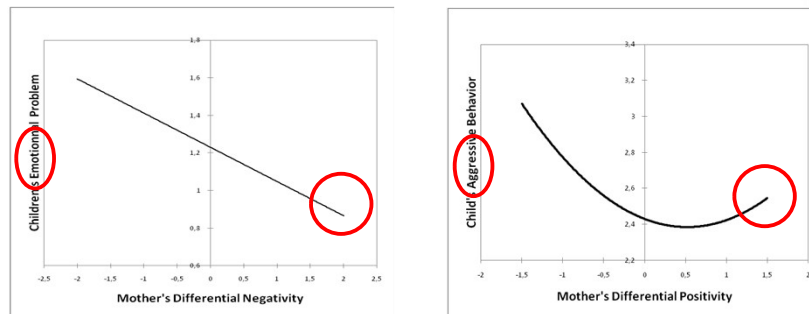 1,8
1,6
1,4
1,2
1
0,8
0,6
-2,5 -2 -1,5 -1 -0,5 0 0,5 1 1,5 2 2,5
Children's Emotionnal Problem
Mother's Differential Negativity
3,4
3,2
3
2,8
2,6
2,4
2,2
-2 -1,5 -1 -0,5 0 0,5 1 1,5 2
Child's Aggressive Behavior
Mother's Differential Positivity